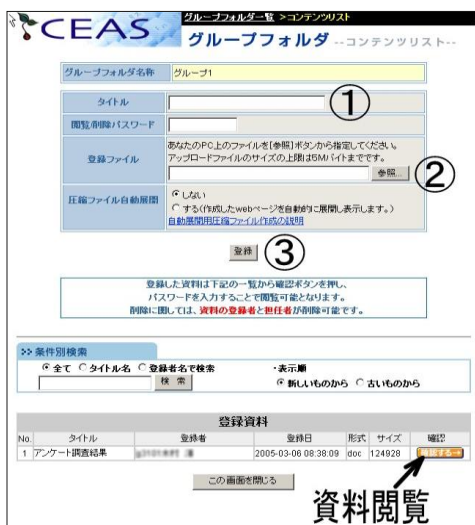 CEAS
グループフォルダ一覧 >コンテンツリスト
グループフォルダ --コンテンツリスト--
グループフォルダ名称 グループ1
タイトル ①
閲覧/削除パスワード
登録ファイル
あなたのPC上のファイルを[参照]ボタンから指定してください。
アップロードファイルのサイズの上限は5Mバイトまでです。
参照... ②
圧縮ファイル自動展開
しない
する(作成したwebページを自動的に展開し表示します。)
自動展開用圧縮ファイル作成の説明
登録 ③
登録した資料は下記の一覧から確認ボタンを押し、
パスワードを入力することで閲覧可能となります。
削除に関しては、資料の登録者と担任者が削除可能です。
>> 条件別検索
全て タイトル名 登録者名で検索 ・表示順
検 索 新しいものから 古いものから
登録資料
No. タイトル 登録者 登録日 形式 サイズ 確認
1 アンケート調査結果 2005-03-06 08:38:09 doc 124928 確認する→
この画面を閉じる
資料閲覧